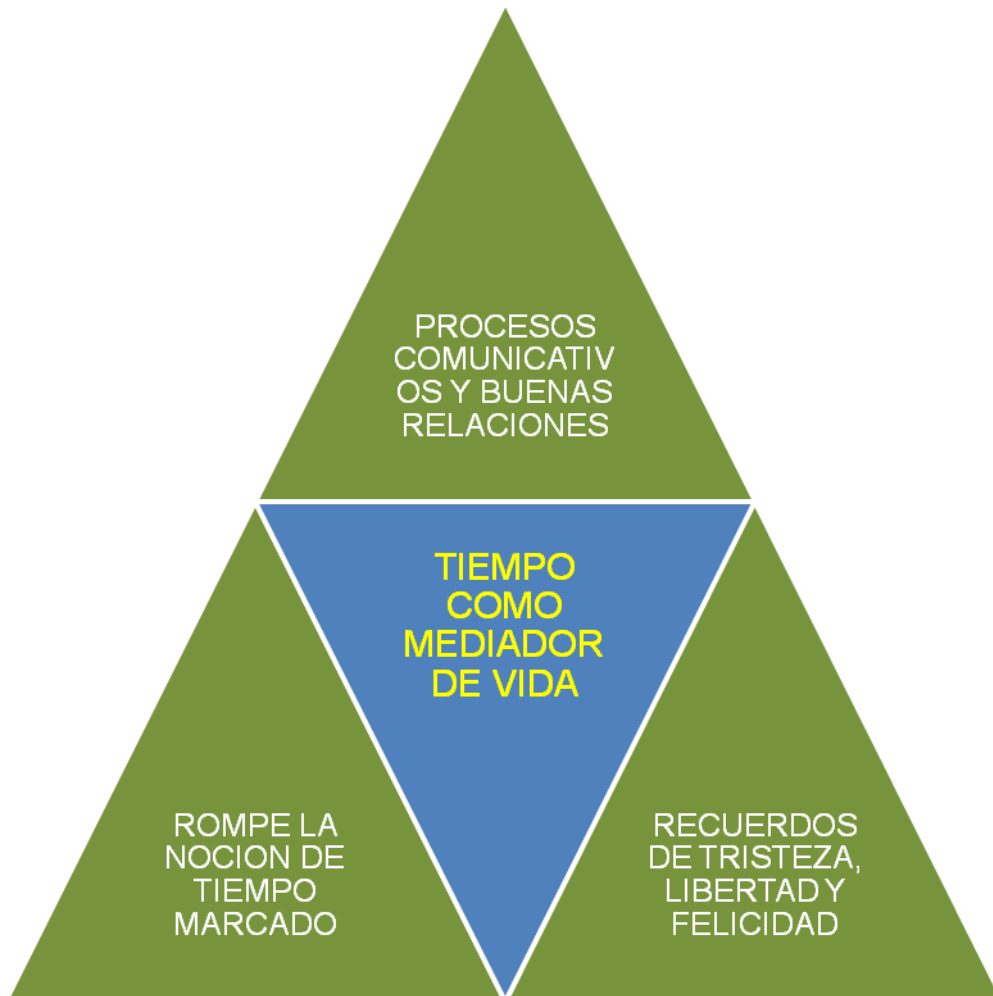 PROCESOS
COMUNICATIV
OS Y BUENAS
RELACIONES
TIEMPO
COMO
MEDIADOR
DE VIDA
ROMPE LA
NOCION DE
TIEMPO
MARCADO
RECUERDOS
DE TRISTEZA,
LIBERTAD Y
FELICIDAD